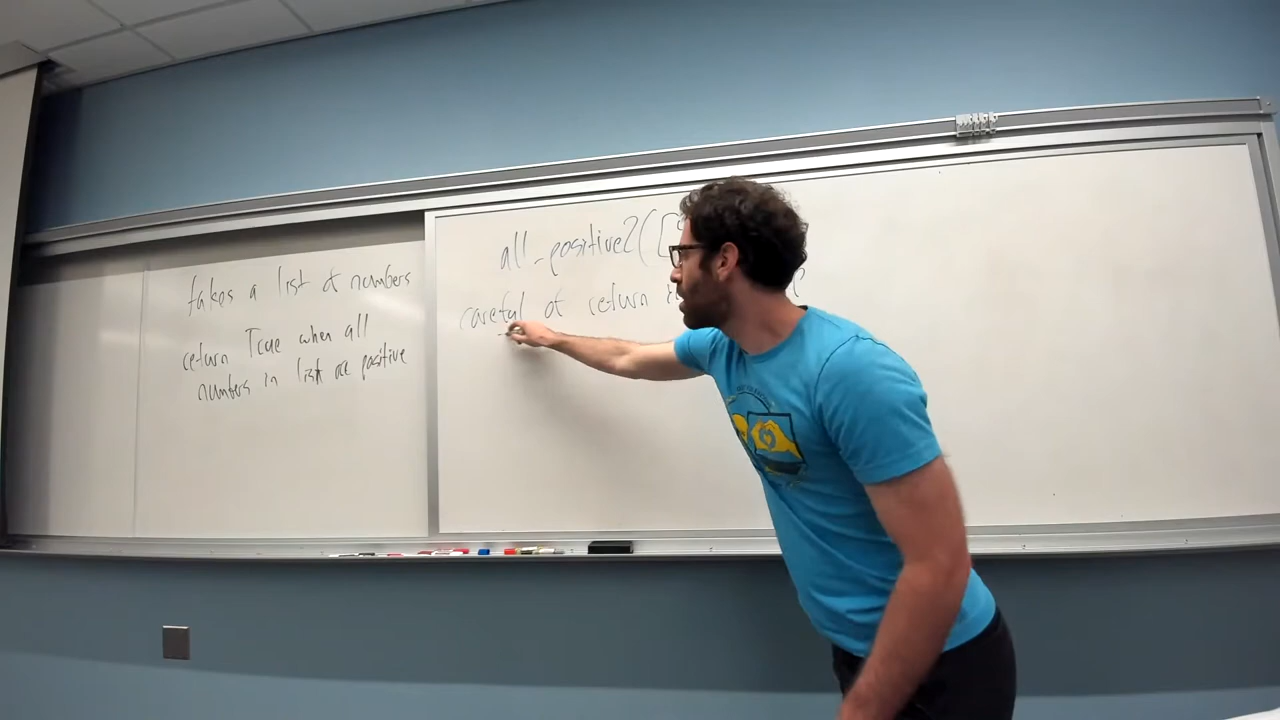 takes a list of numbers
return True when all
numbers in list are positive
all_positive2([
careful of return